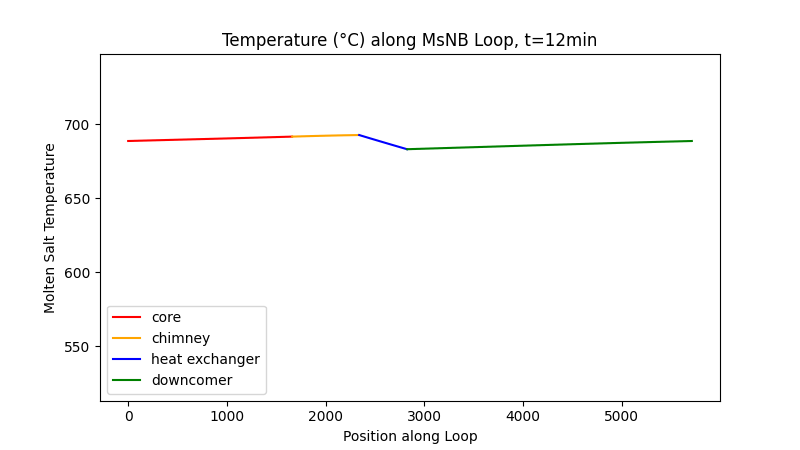 Temperature (°C) along MsNB Loop, t=12min
Molten Salt Temperature
700
650
600
550
core
chimney
heat exchanger
downcomer
0 1000 2000 3000 4000 5000
Position along Loop